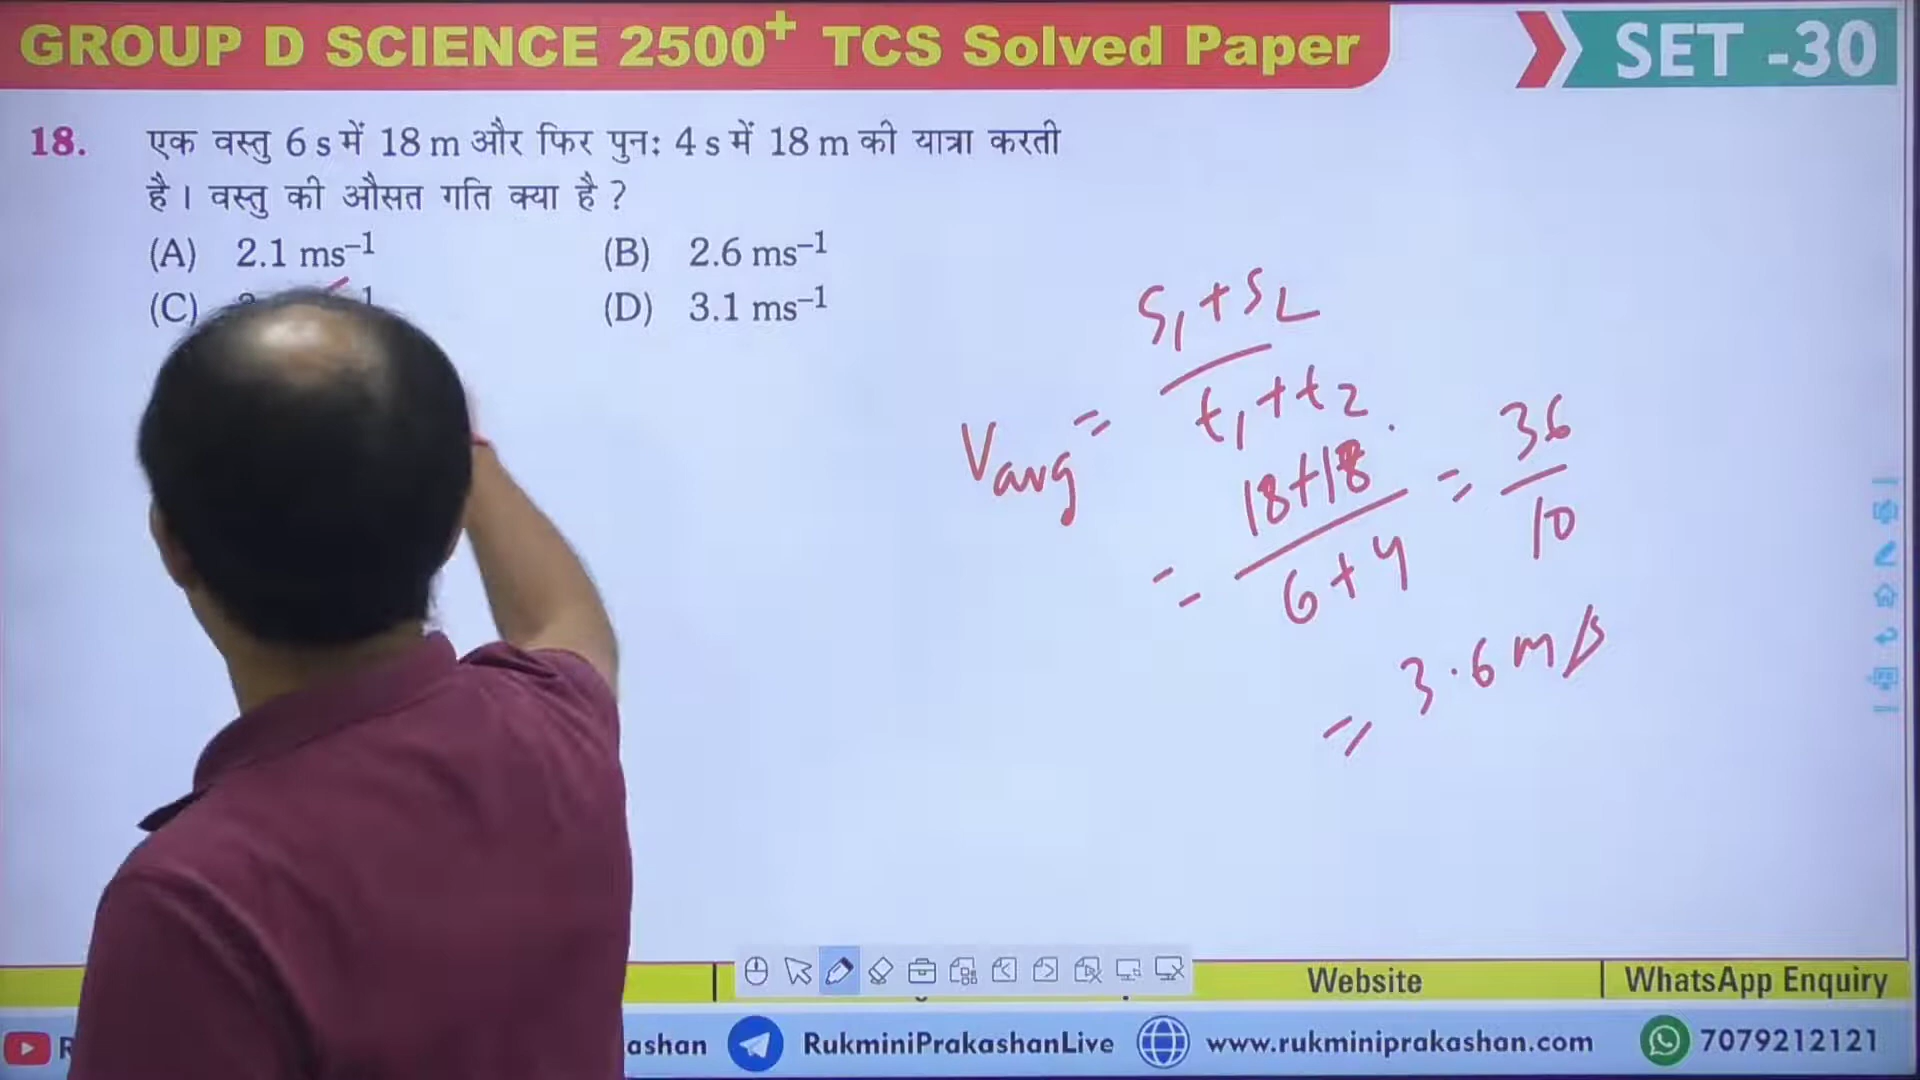 GROUP D SCIENCE 2500+ TCS Solved Paper
SET -30
18. एक वस्तु 6 s में 18 m और फिर पुनः 4 s में 18 m की यात्रा करती
है। वस्तु की औसत गति क्या है ?
(A) 2.1 ms⁻¹ (B) 2.6 ms⁻¹
(C) (D) 3.1 ms⁻¹
S₁ + S₂
Vavg = t₁ + t₂
18+18 = 36
= 6+4 10
= 3.6 m/s
Website WhatsApp Enquiry
ashan RukminiPrakashanLive www.rukminiprakashan.com 7079212121